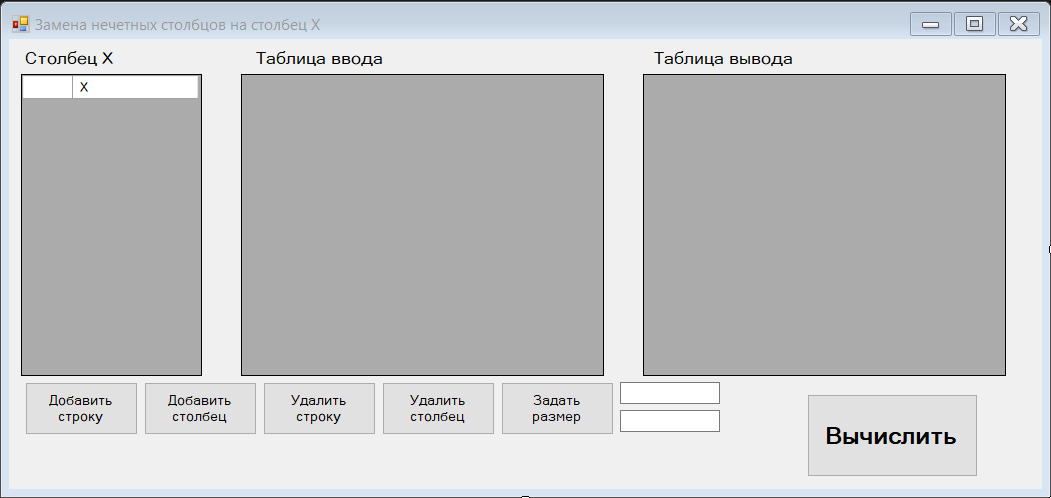 Замена нечетных столбцов на столбец X
Столбец X
Таблица ввода
Таблица вывода
X
Добавить
строку
Добавить
столбец
Удалить
строку
Удалить
столбец
Задать
размер
Вычислить